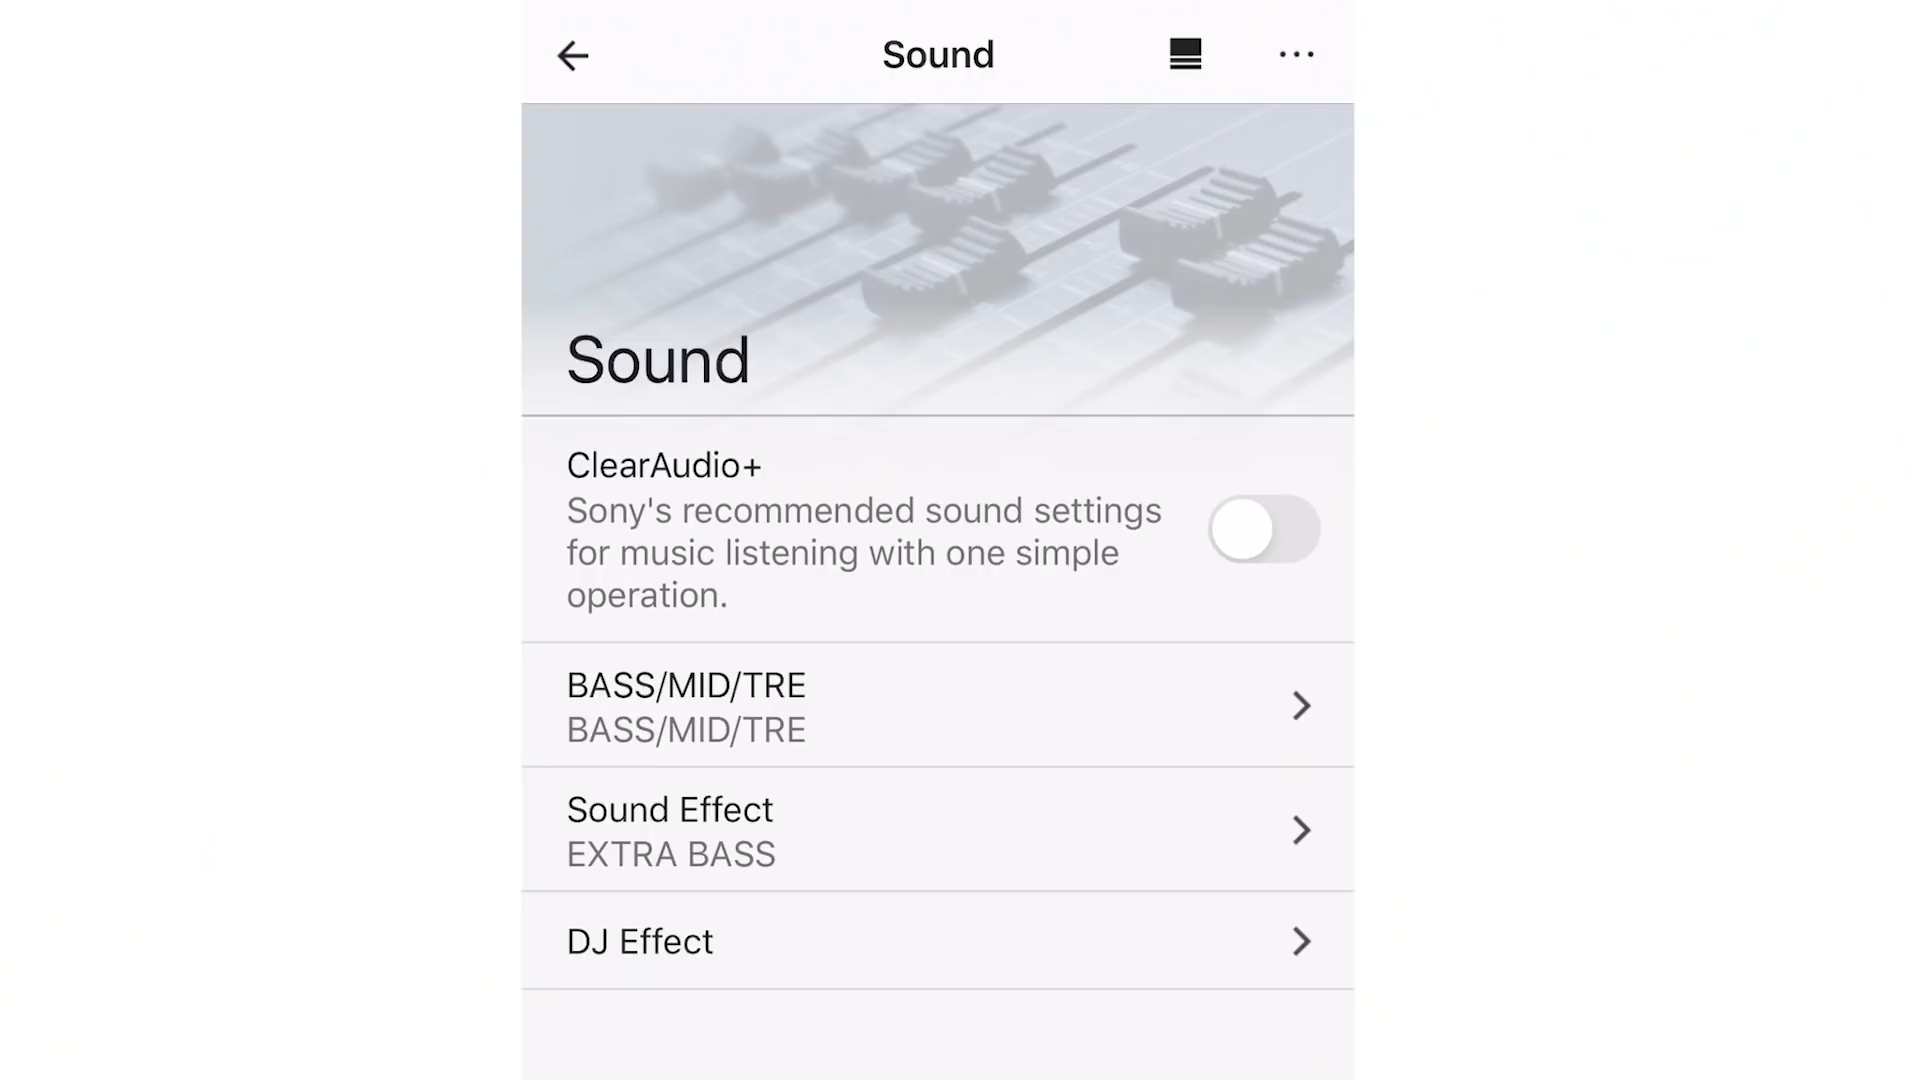 Sound
Sound
ClearAudio+
Sony's recommended sound settings
for music listening with one simple
operation.
BASS/MID/TRE
BASS/MID/TRE
Sound Effect
EXTRA BASS
DJ Effect